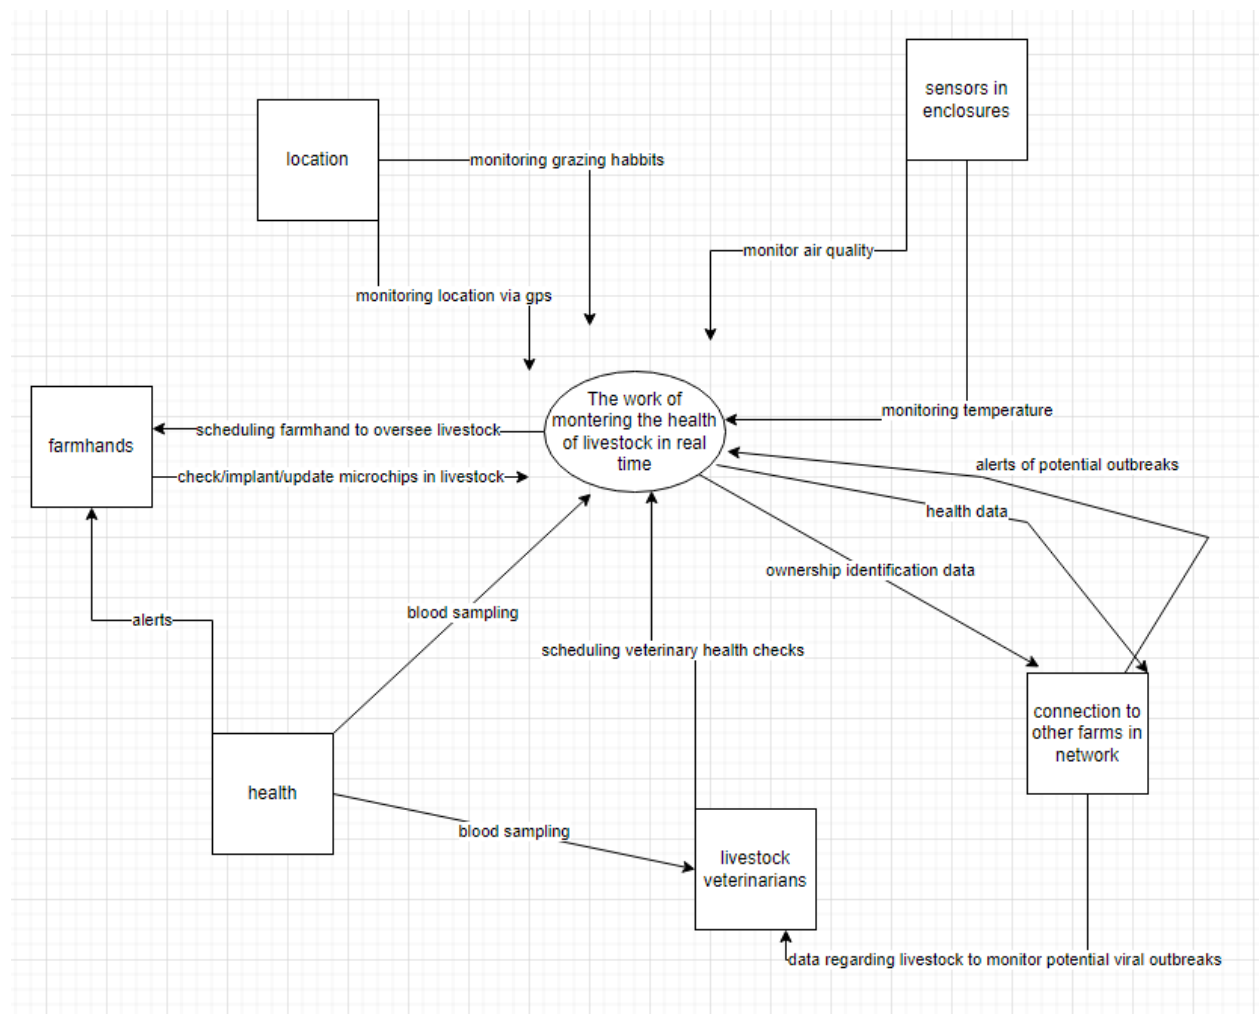 sensors in
enclosures
location
monitoring grazing habbits
monitor air quality
monitoring location via gps
The work of
montering the health
of livestock in real
time
monitoring temperature
farmhands
scheduling farmhand to oversee livestock
check/implant/update microchips in livestock
alerts of potential outbreaks
health data
ownership identification data
blood sampling
alerts
scheduling veterinary health checks
connection to
other farms in
network
health
blood sampling
livestock
veterinarians
data regarding livestock to monitor potential viral outbreaks